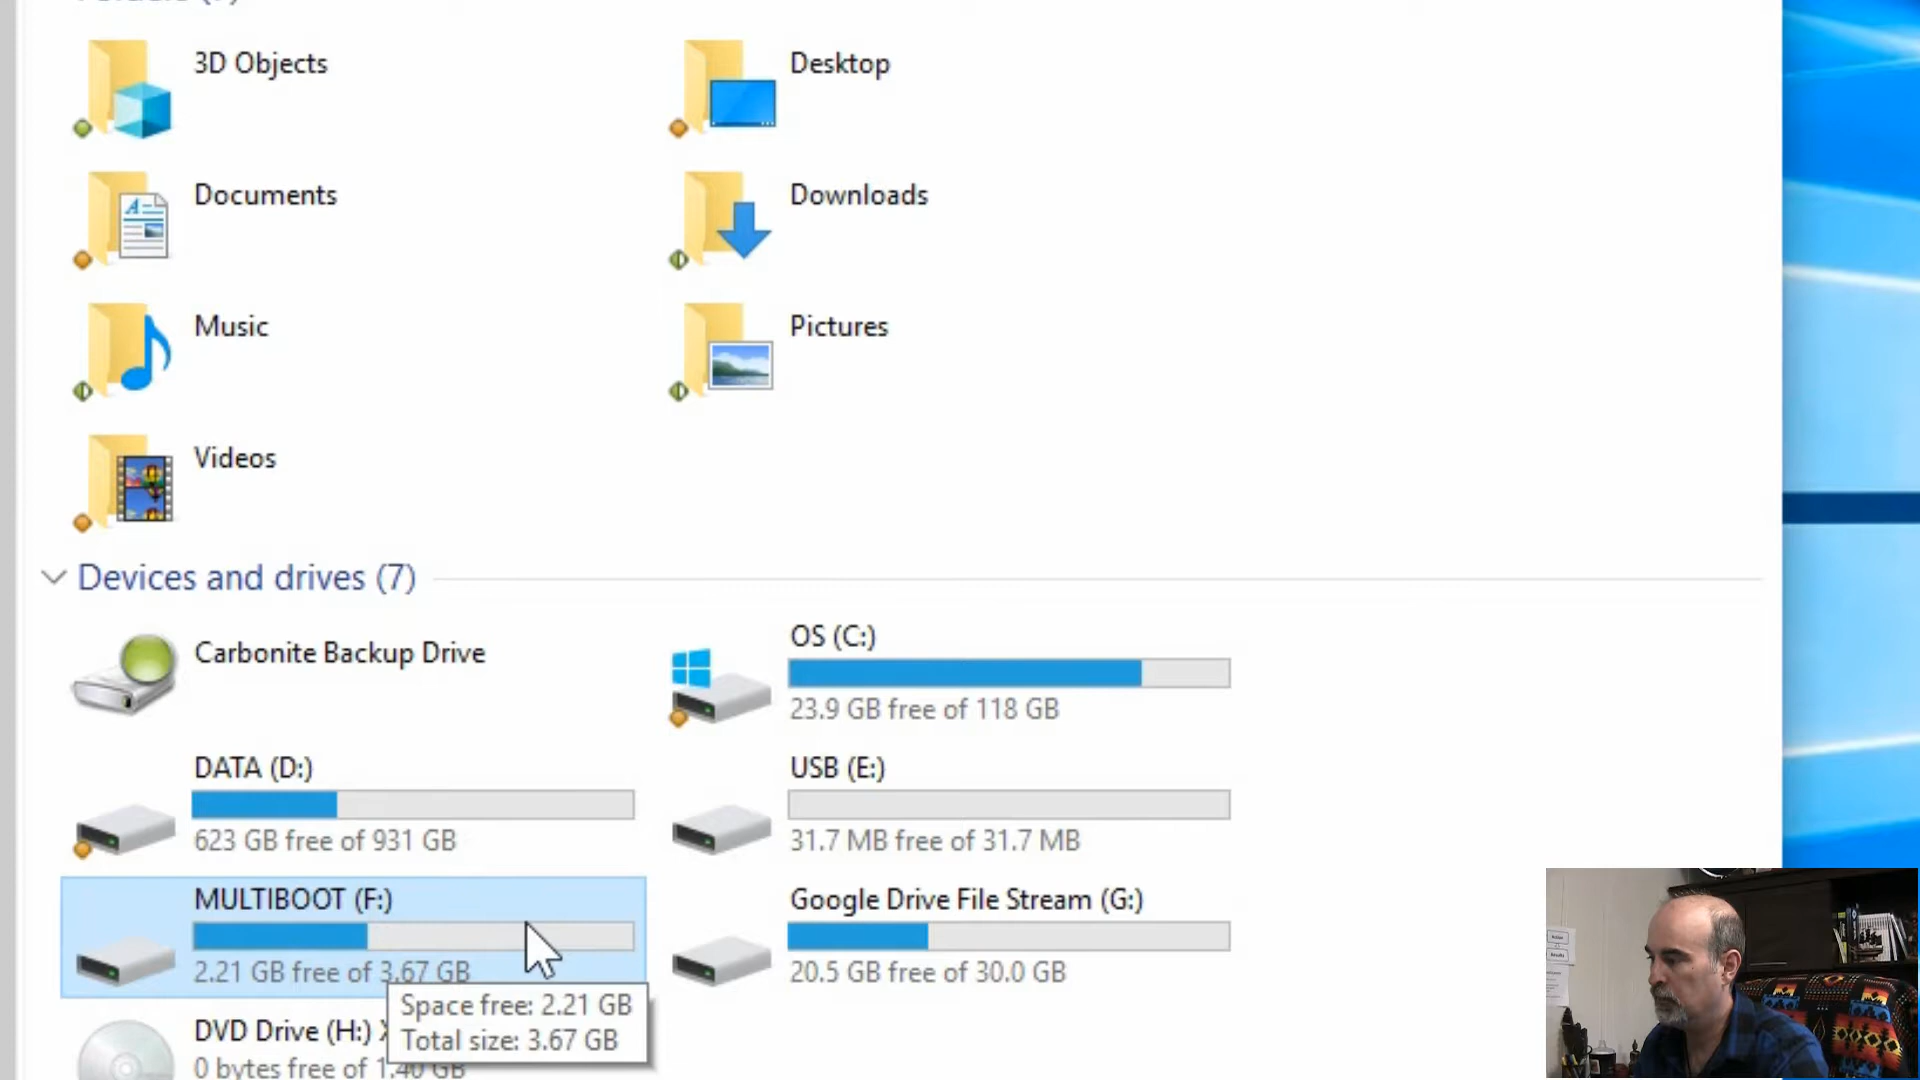 3D Objects
Desktop
Documents
Downloads
Music
Pictures
Videos
Devices and drives (7)
Carbonite Backup Drive
OS (C:)
23.9 GB free of 118 GB
DATA (D:)
623 GB free of 931 GB
USB (E:)
31.7 MB free of 31.7 MB
MULTIBOOT (F:)
2.21 GB free of 3.67 GB
Google Drive File Stream (G:)
20.5 GB free of 30.0 GB
Space free: 2.21 GB
Total size: 3.67 GB
DVD Drive (H:)
0 bytes free of 1.40 GB